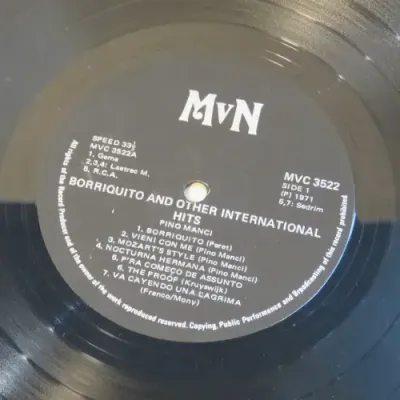 MvN
SPEED 33⅓
MVC 3522A
1. Gema
2,3,4: Lastrec M.
5. R.C.A.
MVC 3522
SIDE 1
(P) 1971
6,7: Sedrim
BORRIQUITO AND OTHER INTERNATIONAL
HITS
PINO MANCI
1. BORRIQUITO (Peret)
2. VIENI CON ME (Pino Manci)
3. MOZART'S STYLE (Pino Manci)
4. NOCTURNA HERMANA (Pino Manci)
5. P'RA COMEÇO DE ASSUNTO
6. THE PROOF (Kruyswijk)
7. VA CAYENDO UNA LAGRIMA
(Franco/Mony)
All rights of the Record Producer and of the owner of the work reproduced reserved. Copying, Public Performance and Broadcasting of this record prohibited